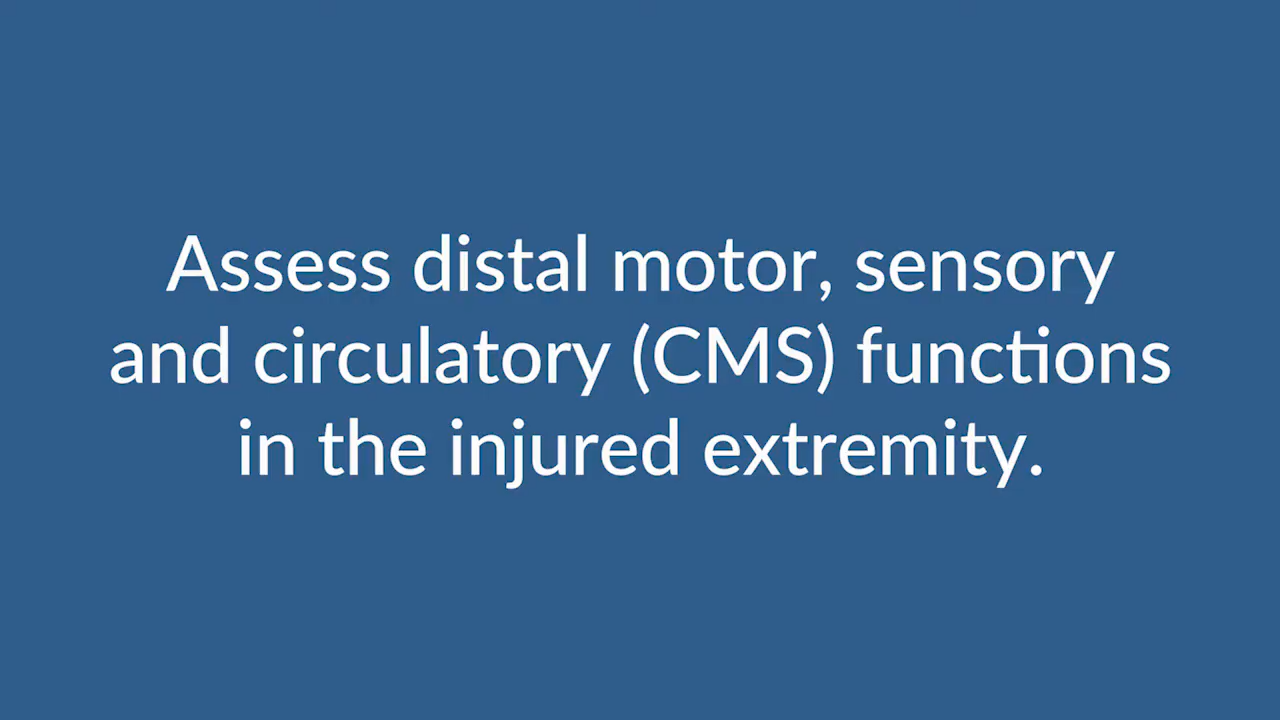 Assess distal motor, sensory
and circulatory (CMS) functions
in the injured extremity.